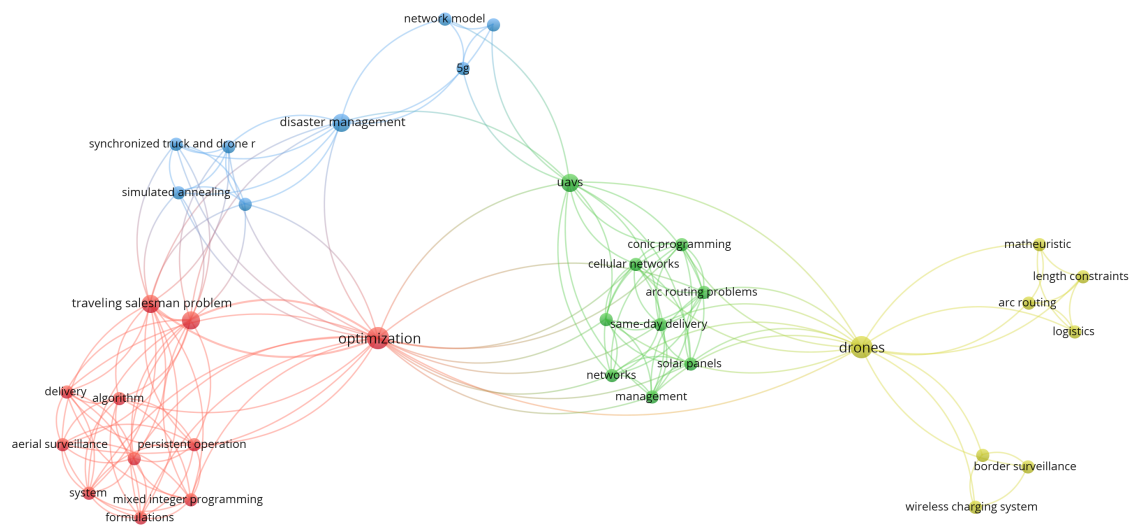 network model
5g
disaster management
synchronized truck and drone r
simulated annealing
uavs
conic programming
matheuristic
cellular networks
length constraints
arc routing problems
arc routing
traveling salesman problem
same-day delivery
logistics
optimization
drones
solar panels
networks
delivery
algorithm
management
aerial surveillance
persistent operation
border surveillance
system
mixed integer programming
wireless charging system
formulations